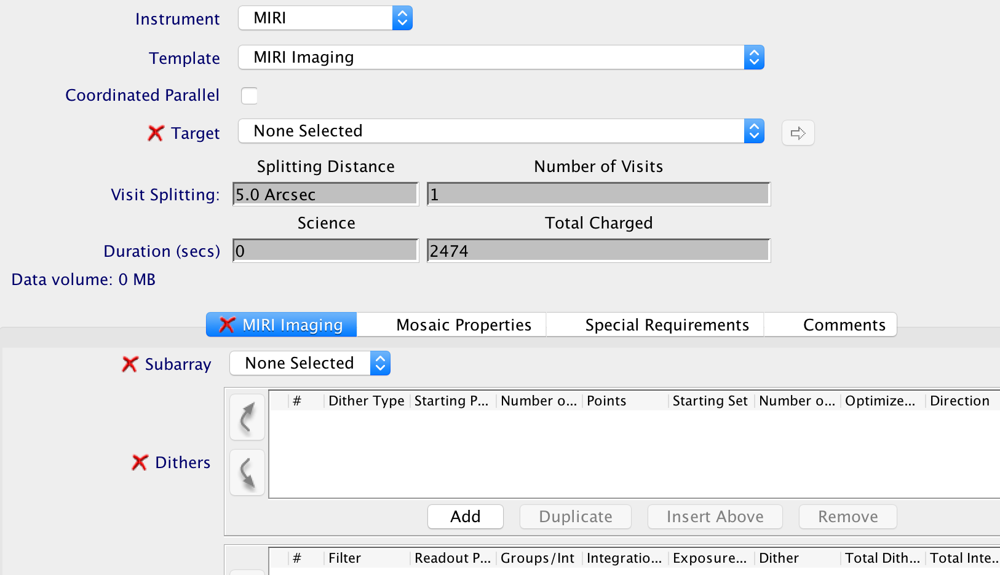 Instrument MIRI
Template MIRI Imaging
Coordinated Parallel
Target None Selected
Splitting Distance Number of Visits
Visit Splitting: 5.0 Arcsec 1
Science Total Charged
Duration (secs) 0 2474
Data volume: 0 MB
MIRI Imaging Mosaic Properties Special Requirements Comments
Subarray None Selected
# Dither Type Starting P... Number o... Points Starting Set Number o... Optimize... Direction
Dithers
Add Duplicate Insert Above Remove
# Filter Readout P... Groups/Int Integratio... Exposure... Dither Total Dith... Total Inte...